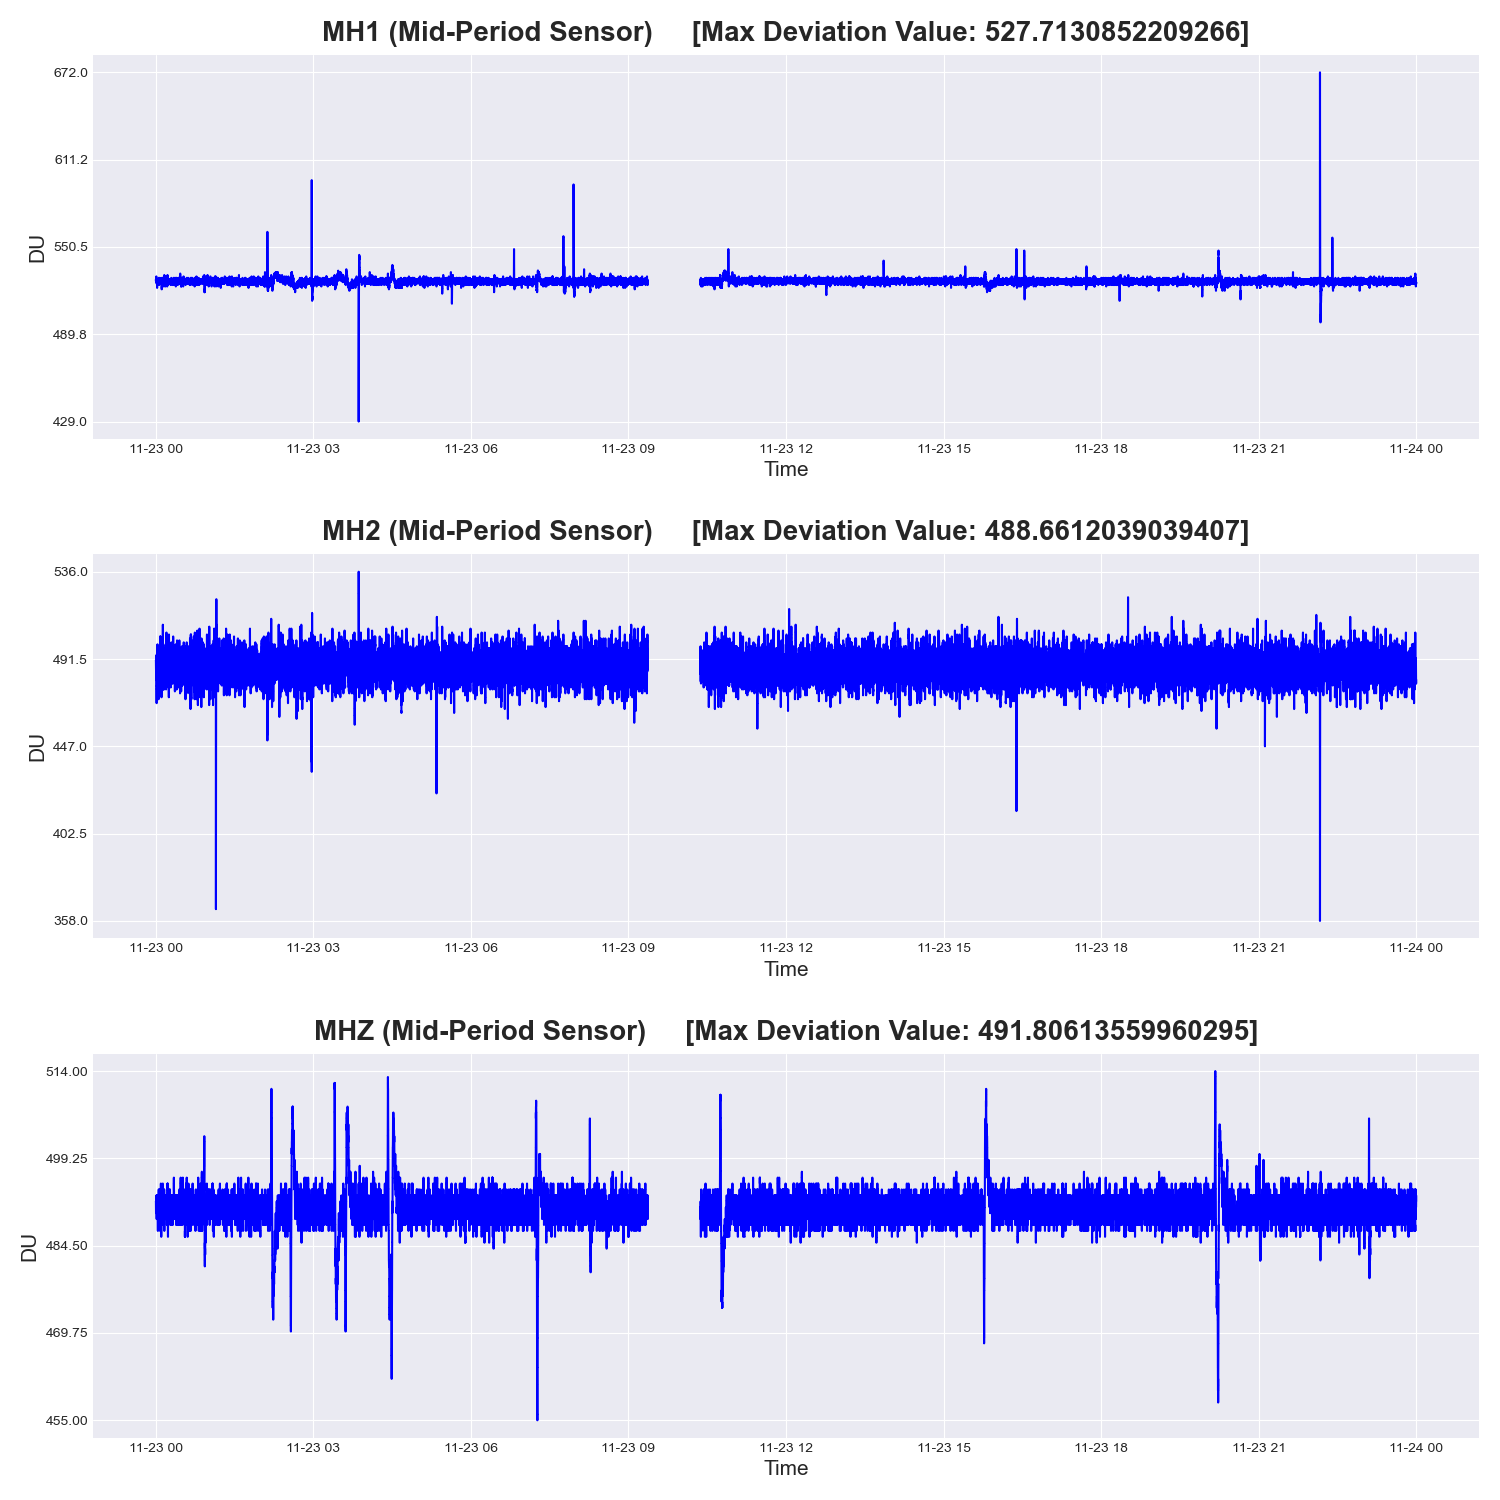 MH1 (Mid-Period Sensor) [Max Deviation Value: 527.7130852209266]
672.0
611.2
550.5
489.8
429.0
DU
11-23 00 11-23 03 11-23 06 11-23 09 11-23 12 11-23 15 11-23 18 11-23 21 11-24 00
Time
MH2 (Mid-Period Sensor) [Max Deviation Value: 488.6612039039407]
536.0
491.5
447.0
402.5
358.0
DU
11-23 00 11-23 03 11-23 06 11-23 09 11-23 12 11-23 15 11-23 18 11-23 21 11-24 00
Time
MHZ (Mid-Period Sensor) [Max Deviation Value: 491.80613559960295]
514.00
499.25
484.50
469.75
455.00
DU
11-23 00 11-23 03 11-23 06 11-23 09 11-23 12 11-23 15 11-23 18 11-23 21 11-24 00
Time